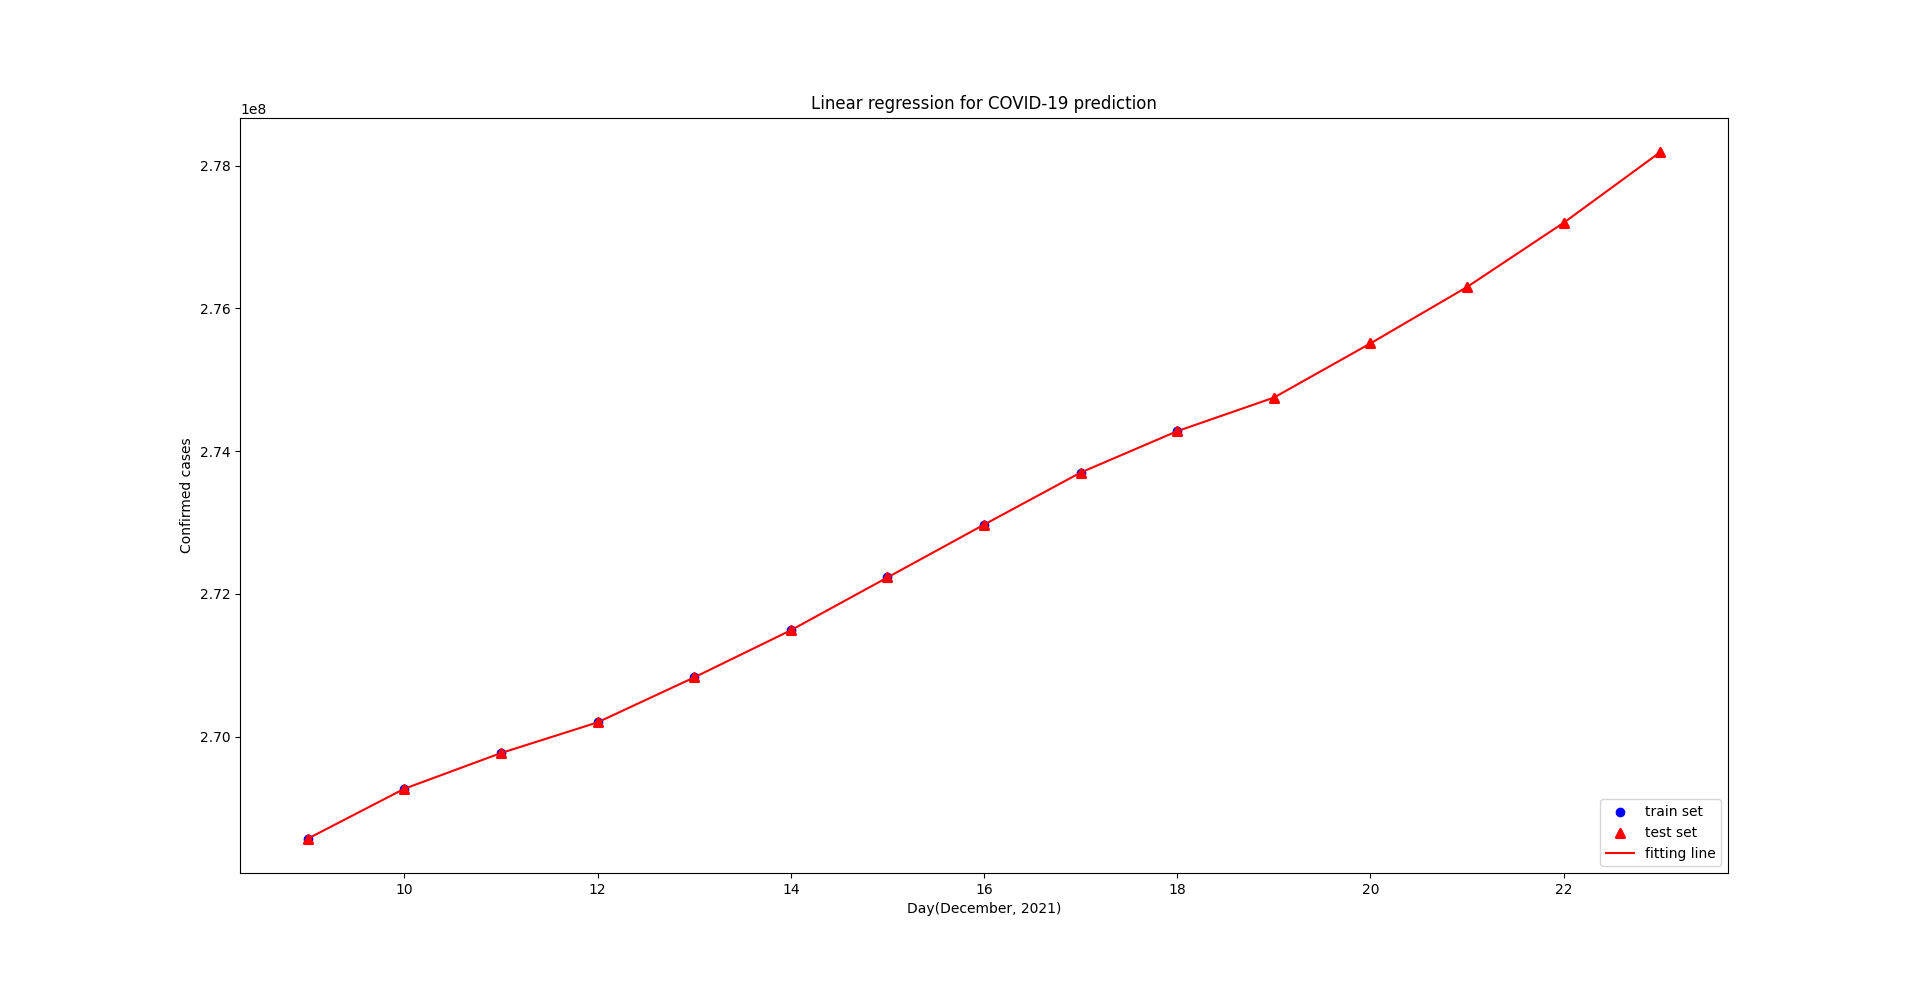 Linear regression for COVID-19 prediction
1e8
2.78
2.76
2.74
2.72
2.70
Confirmed cases
10 12 14 16 18 20 22
Day(December, 2021)
train set
test set
fitting line